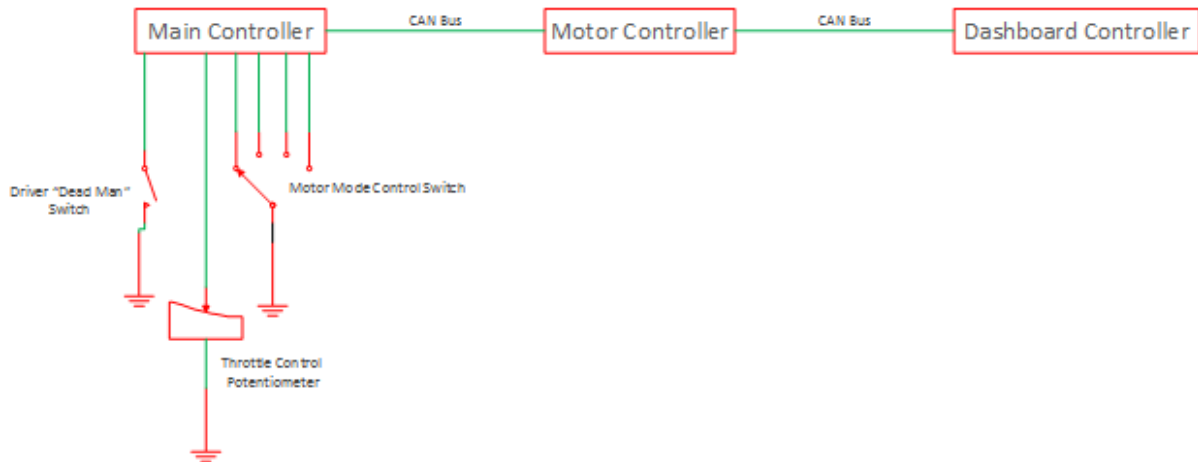 Main Controller
CAN Bus
Motor Controller
CAN Bus
Dashboard Controller
Driver “Dead Man”
Switch
Motor Mode Control Switch
Throttle Control
Potentiometer